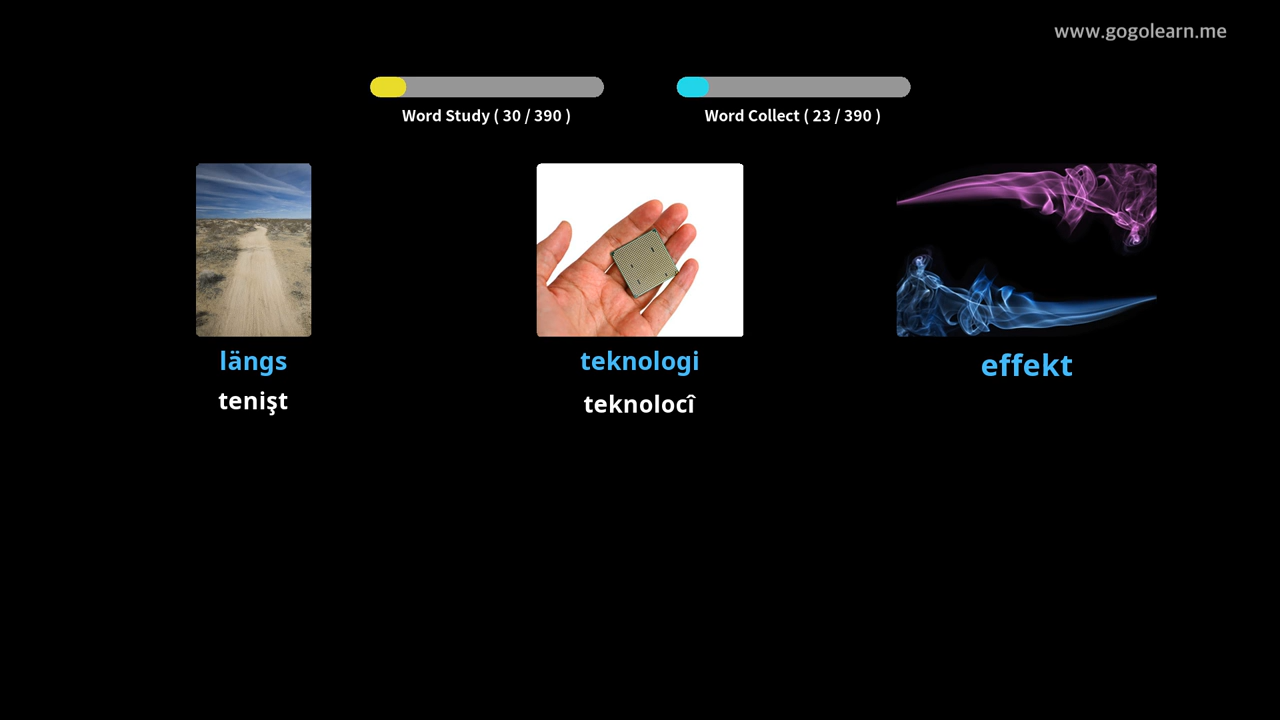 www.gogolearn.me
Word Study ( 30 / 390 )
Word Collect ( 23 / 390 )
längs
teknologi
effekt
tenişt
teknolocî